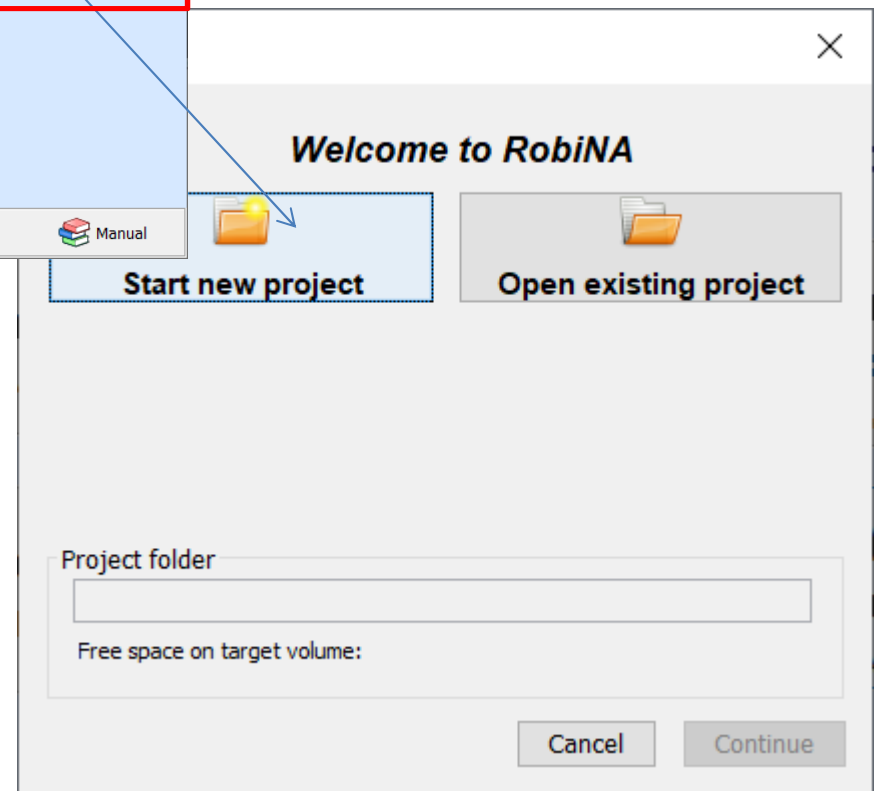 Welcome to RobiNA
Manual
Start new project
Open existing project
Project folder
Free space on target volume:
Cancel
Continue